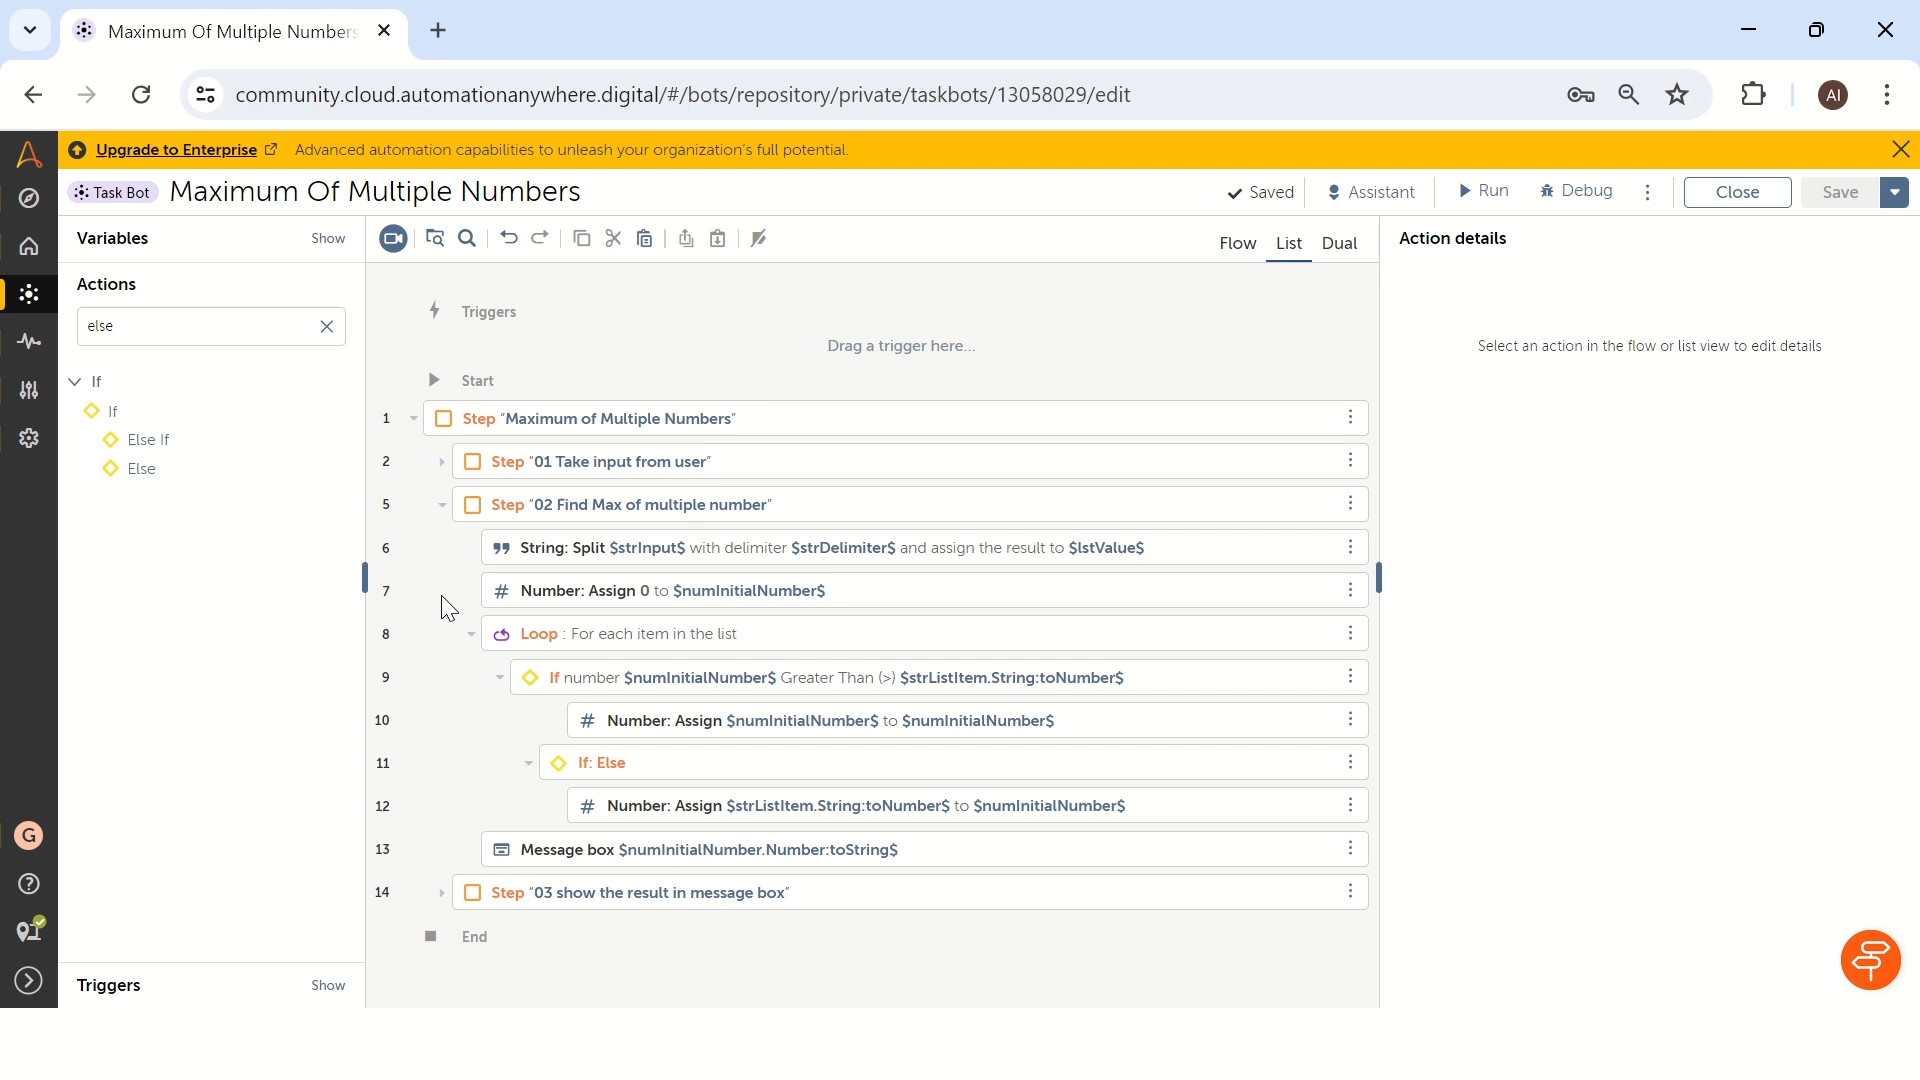 Maximum Of Multiple Numbers
community.cloud.automationanywhere.digital/#/bots/repository/private/taskbots/13058029/edit
AI
Upgrade to Enterprise Advanced automation capabilities to unleash your organization's full potential.
Task Bot Maximum Of Multiple Numbers
Saved Assistant Run Debug Close Save
Variables Show
Flow List Dual
Action details
Actions
else
If
If
Else If
Else
Triggers
Drag a trigger here...
Select an action in the flow or list view to edit details
Start
1 Step "Maximum of Multiple Numbers"
2 Step "01 Take input from user"
5 Step "02 Find Max of multiple number"
6 String: Split $strInput$ with delimiter $strDelimiter$ and assign the result to $lstValue$
7 Number: Assign 0 to $numInitialNumber$
8 Loop : For each item in the list
9 If number $numInitialNumber$ Greater Than (>) $strListItem.String:toNumber$
10 Number: Assign $numInitialNumber$ to $numInitialNumber$
11 If: Else
12 Number: Assign $strListItem.String:toNumber$ to $numInitialNumber$
13 Message box $numInitialNumber.Number:toString$
14 Step "03 show the result in message box"
End
G
Triggers Show